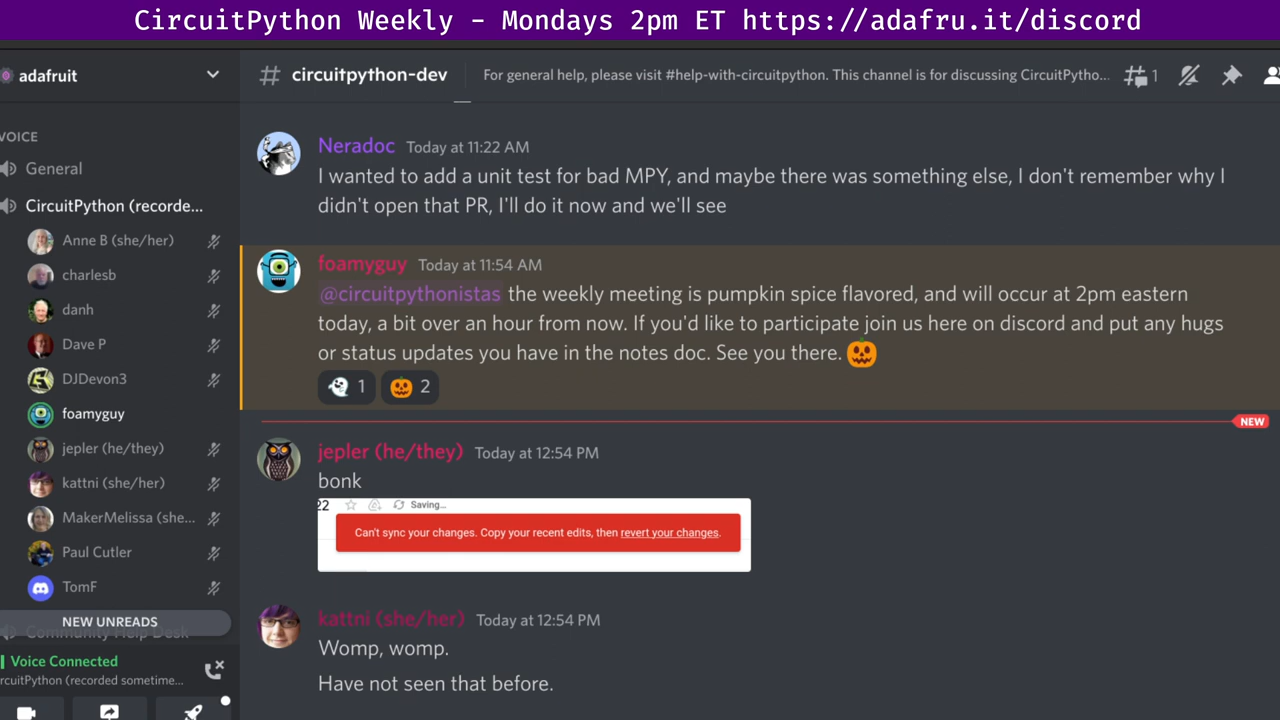 CircuitPython Weekly - Mondays 2pm ET https://adafru.it/discord
adafruit
# circuitpython-dev
For general help, please visit #help-with-circuitpython. This channel is for discussing CircuitPytho...
1
VOICE
General
CircuitPython (recorde...
Anne B (she/her)
charlesb
danh
Dave P
DJDevon3
foamyguy
jepler (he/they)
kattni (she/her)
MakerMelissa (she...
Paul Cutler
TomF
NEW UNREADS
Community Help Desk
Voice Connected
rcuitPython (recorded sometime...
Neradoc Today at 11:22 AM
I wanted to add a unit test for bad MPY, and maybe there was something else, I don't remember why I
didn't open that PR, I'll do it now and we'll see
foamyguy Today at 11:54 AM
@circuitpythonistas the weekly meeting is pumpkin spice flavored, and will occur at 2pm eastern
today, a bit over an hour from now. If you'd like to participate join us here on discord and put any hugs
or status updates you have in the notes doc. See you there.
1 2
NEW
jepler (he/they) Today at 12:54 PM
bonk
22 Saving...
Can't sync your changes. Copy your recent edits, then revert your changes.
kattni (she/her) Today at 12:54 PM
Womp, womp.
Have not seen that before.